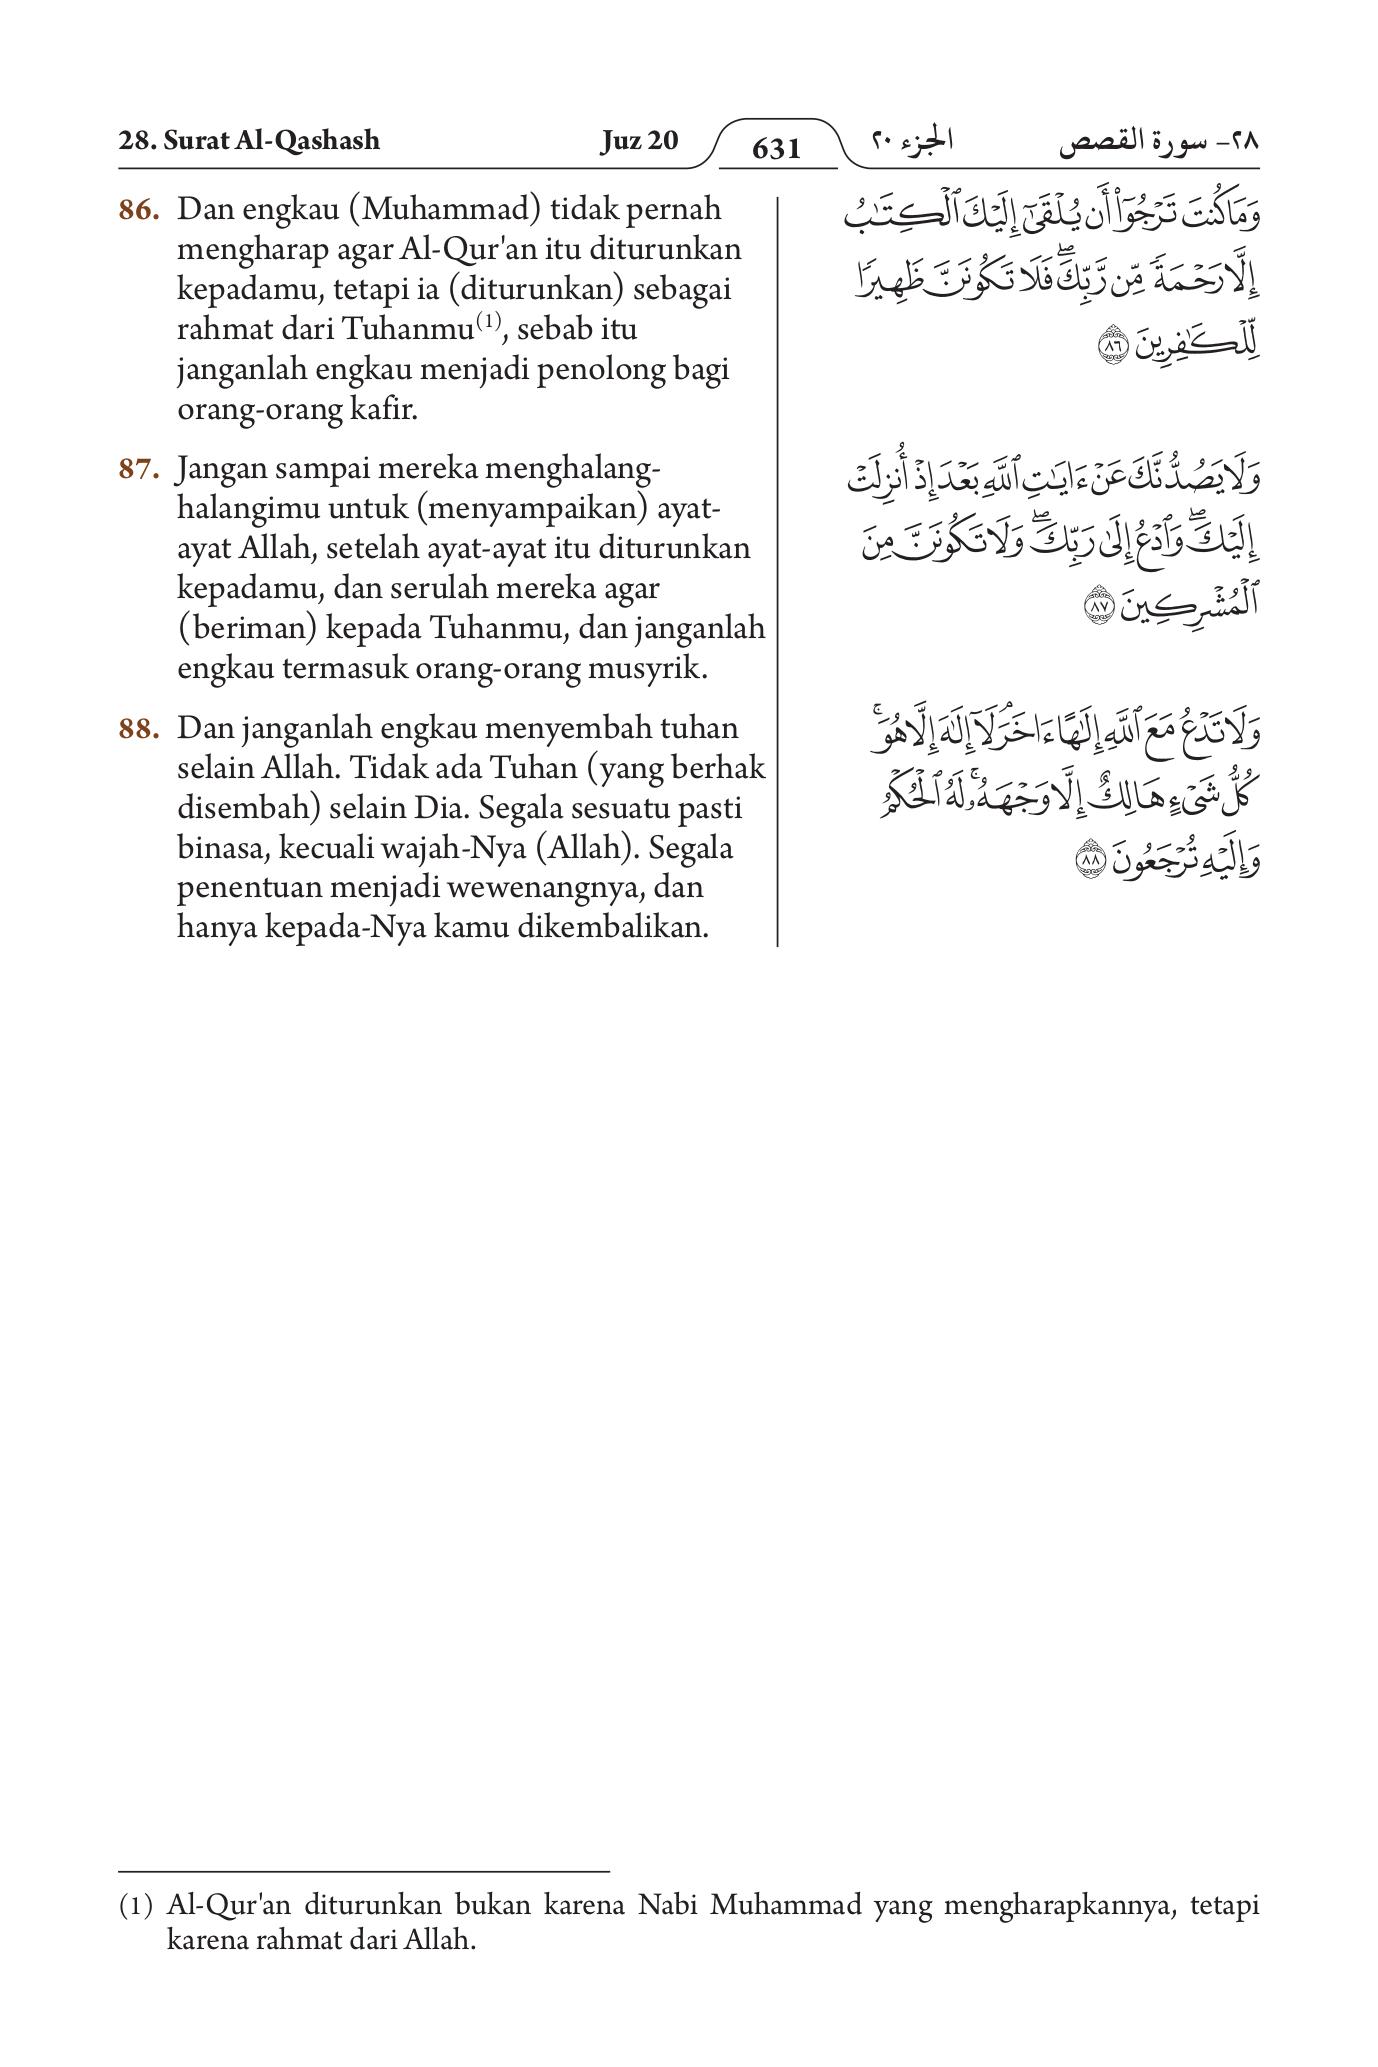 28. Surat Al-Qashash Juz 20 631 الجزء ٢٠ ٢٨- سورة القصص
86. Dan engkau (Muhammad) tidak pernah
mengharap agar Al-Qur'an itu diturunkan
kepadamu, tetapi ia (diturunkan) sebagai
rahmat dari Tuhanmu(1), sebab itu
janganlah engkau menjadi penolong bagi
orang-orang kafir.
وَمَا كُنتَ تَرْجُوٓا۟ أَن يُلْقَىٰٓ إِلَيْكَ ٱلْكِتَـٰبُ
إِلَّا رَحْمَةً مِّن رَّبِّكَ ۖ فَلَا تَكُونَنَّ ظَهِيرًا
لِّلْكَـٰفِرِينَ ٨٦
87. Jangan sampai mereka menghalang-
halangimu untuk (menyampaikan) ayat-
ayat Allah, setelah ayat-ayat itu diturunkan
kepadamu, dan serulah mereka agar
(beriman) kepada Tuhanmu, dan janganlah
engkau termasuk orang-orang musyrik.
وَلَا يَصُدُّنَّكَ عَنْ ءَايَـٰتِ ٱللَّهِ بَعْدَ إِذْ أُنزِلَتْ
إِلَيْكَ ۖ وَٱدْعُ إِلَىٰ رَبِّكَ ۖ وَلَا تَكُونَنَّ مِنَ
ٱلْمُشْرِكِينَ ٨٧
88. Dan janganlah engkau menyembah tuhan
selain Allah. Tidak ada Tuhan (yang berhak
disembah) selain Dia. Segala sesuatu pasti
binasa, kecuali wajah-Nya (Allah). Segala
penentuan menjadi wewenangnya, dan
hanya kepada-Nya kamu dikembalikan.
وَلَا تَدْعُ مَعَ ٱللَّهِ إِلَـٰهًا ءَاخَرَ ۘ لَآ إِلَـٰهَ إِلَّا هُوَ ۚ
كُلُّ شَىْءٍ هَالِكٌ إِلَّا وَجْهَهُۥ ۚ لَهُ ٱلْحُكْمُ
وَإِلَيْهِ تُرْجَعُونَ ٨٨
(1) Al-Qur'an diturunkan bukan karena Nabi Muhammad yang mengharapkannya, tetapi
karena rahmat dari Allah.